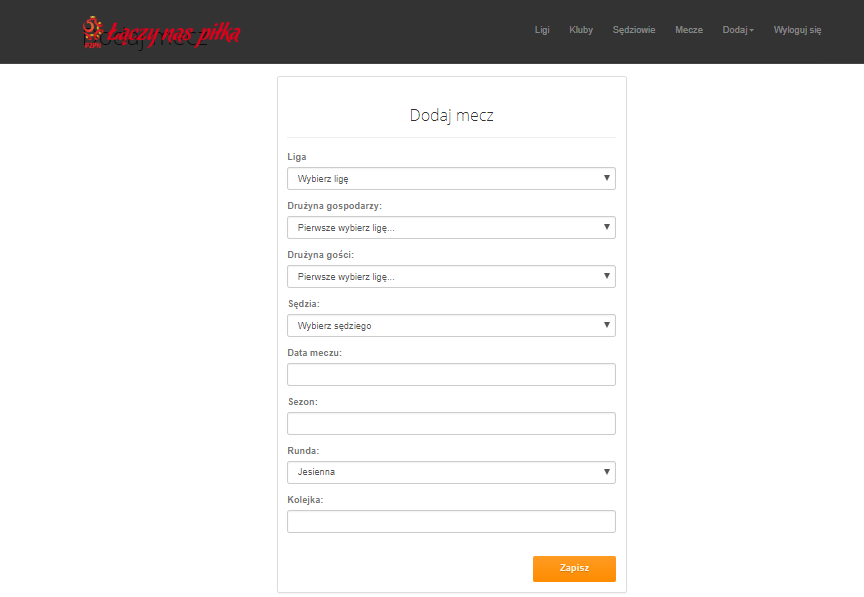 Dodaj mecz
Łączy nas piłka
PZPN
Ligi Kluby Sędziowie Mecze Dodaj Wyloguj się
Dodaj mecz
Liga
Wybierz ligę
Drużyna gospodarzy:
Pierwsze wybierz ligę...
Drużyna gości:
Pierwsze wybierz ligę...
Sędzia:
Wybierz sędziego
Data meczu:
Sezon:
Runda:
Jesienna
Kolejka:
Zapisz